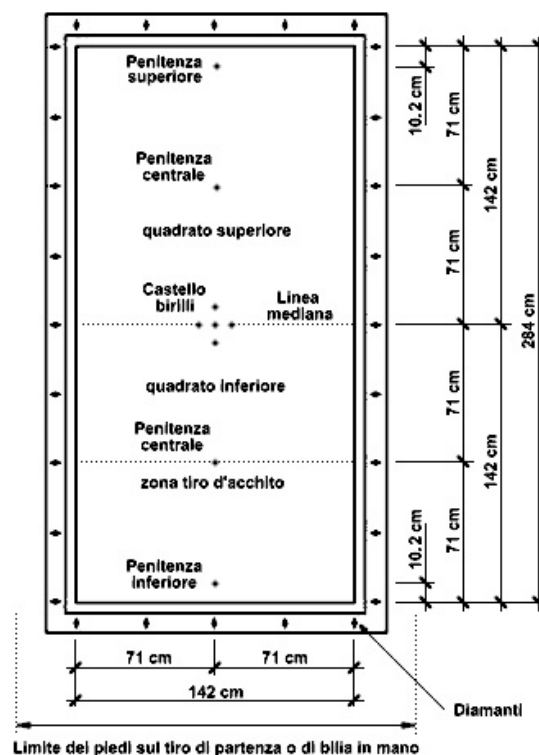 Penitenza
superiore
10.2 cm
71 cm
Penitenza
centrale
142 cm
quadrato superiore
71 cm
Castello
birilli
Linea
mediana
284 cm
quadrato inferiore
71 cm
Penitenza
centrale
142 cm
zona tiro d'acchito
10.2 cm
71 cm
Penitenza
inferiore
71 cm
71 cm
142 cm
Diamanti
Limite dei piedi sul tiro di partenza o di bilia in mano